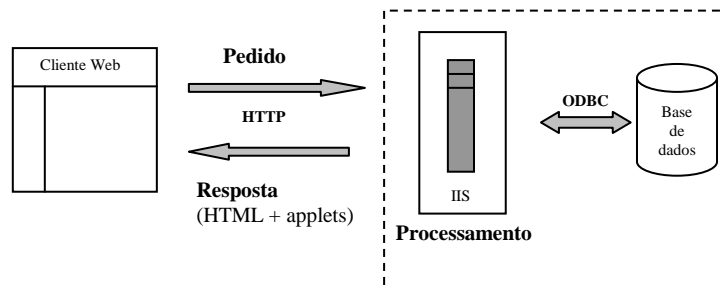 Cliente Web
Pedido
HTTP
Resposta
(HTML + applets)
IIS
Processamento
ODBC
Base
de
dados